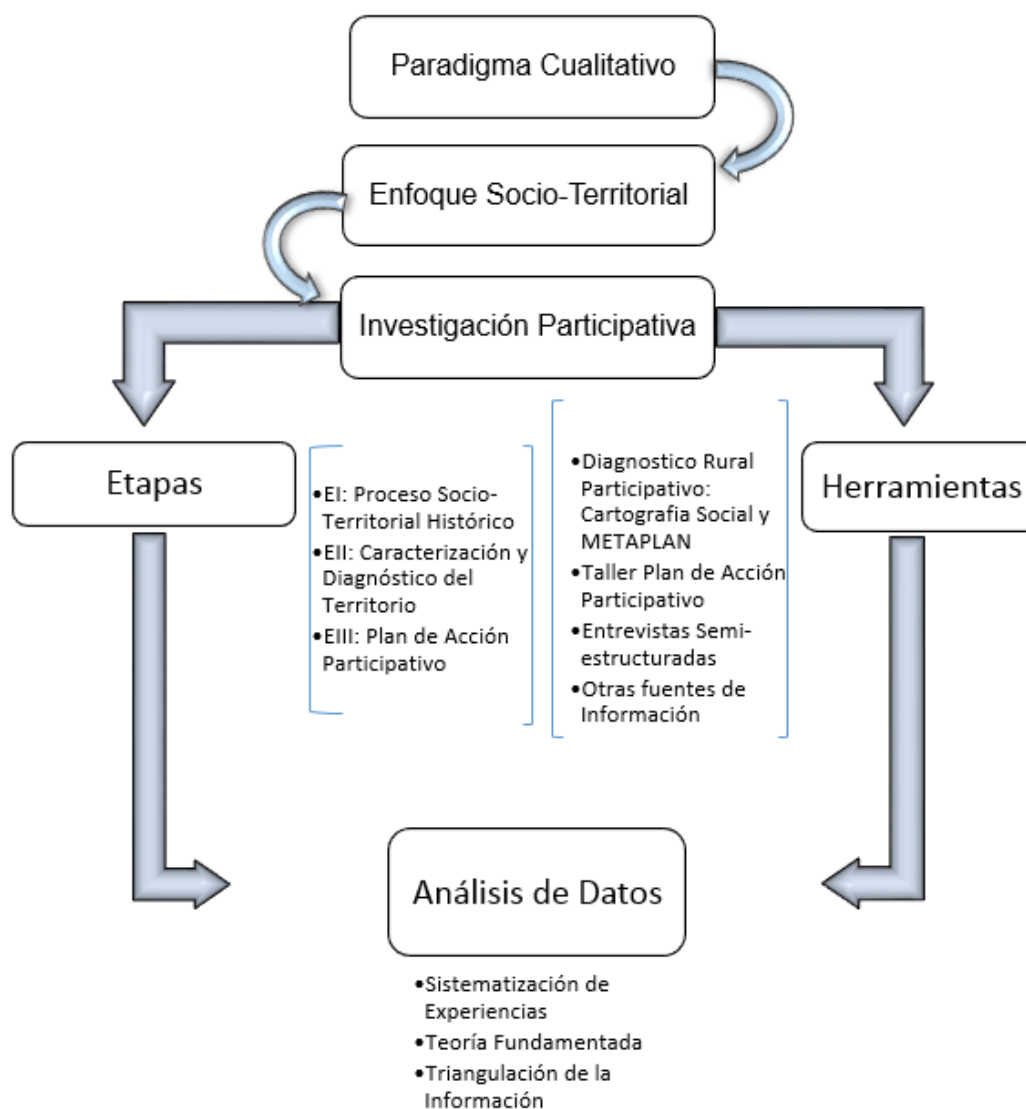 Paradigma Cualitativo
Enfoque Socio-Territorial
Investigación Participativa
Etapas
•EI: Proceso Socio-
Territorial Histórico
•EII: Caracterización y
Diagnóstico del
Territorio
•EIII: Plan de Acción
Participativo
•Diagnostico Rural
Participativo:
Cartografia Social y
METAPLAN
•Taller Plan de Acción
Participativo
•Entrevistas Semi-
estructuradas
•Otras fuentes de
Información
Herramientas
Análisis de Datos
•Sistematización de
Experiencias
•Teoría Fundamentada
•Triangulación de la
Información